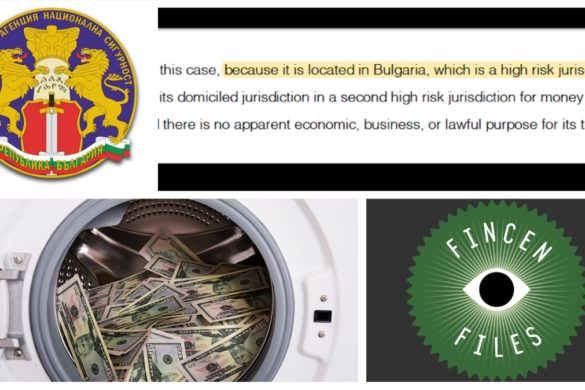 АГЕНЦИЯ НАЦИОНАЛНА СИГУРНОСТ
РЕПУБЛИКА БЪЛГАРИЯ
this case, because it is located in Bulgaria, which is a high risk juris
its domiciled jurisdiction in a second high risk jurisdiction for money
there is no apparent economic, business, or lawful purpose for its t
FINCEN
FILES